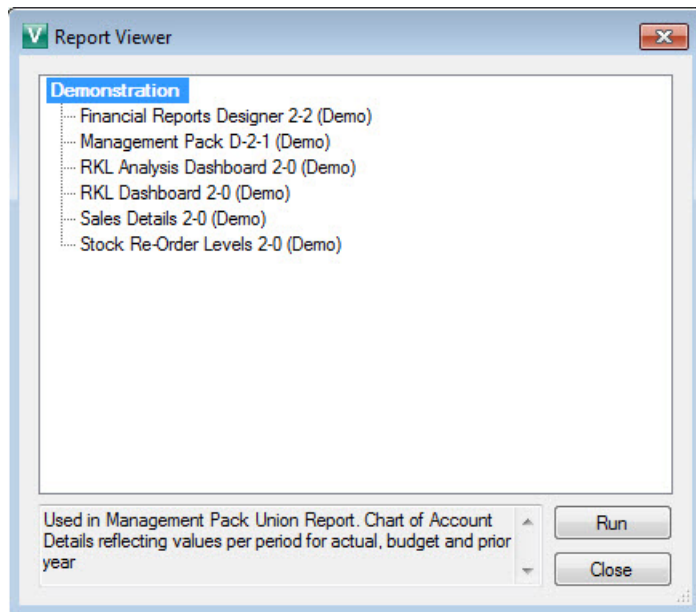 V Report Viewer
Demonstration
Financial Reports Designer 2-2 (Demo)
Management Pack D-2-1 (Demo)
RKL Analysis Dashboard 2-0 (Demo)
RKL Dashboard 2-0 (Demo)
Sales Details 2-0 (Demo)
Stock Re-Order Levels 2-0 (Demo)
Used in Management Pack Union Report. Chart of Account
Details reflecting values per period for actual, budget and prior
year
Run
Close